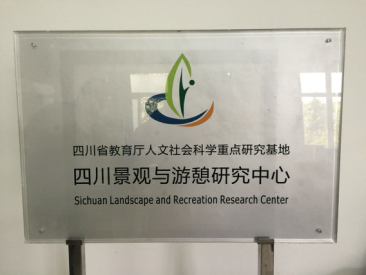 四川省教育厅人文社会科学重点研究基地
四川景观与游憩研究中心
Sichuan Landscape and Recreation Research Center